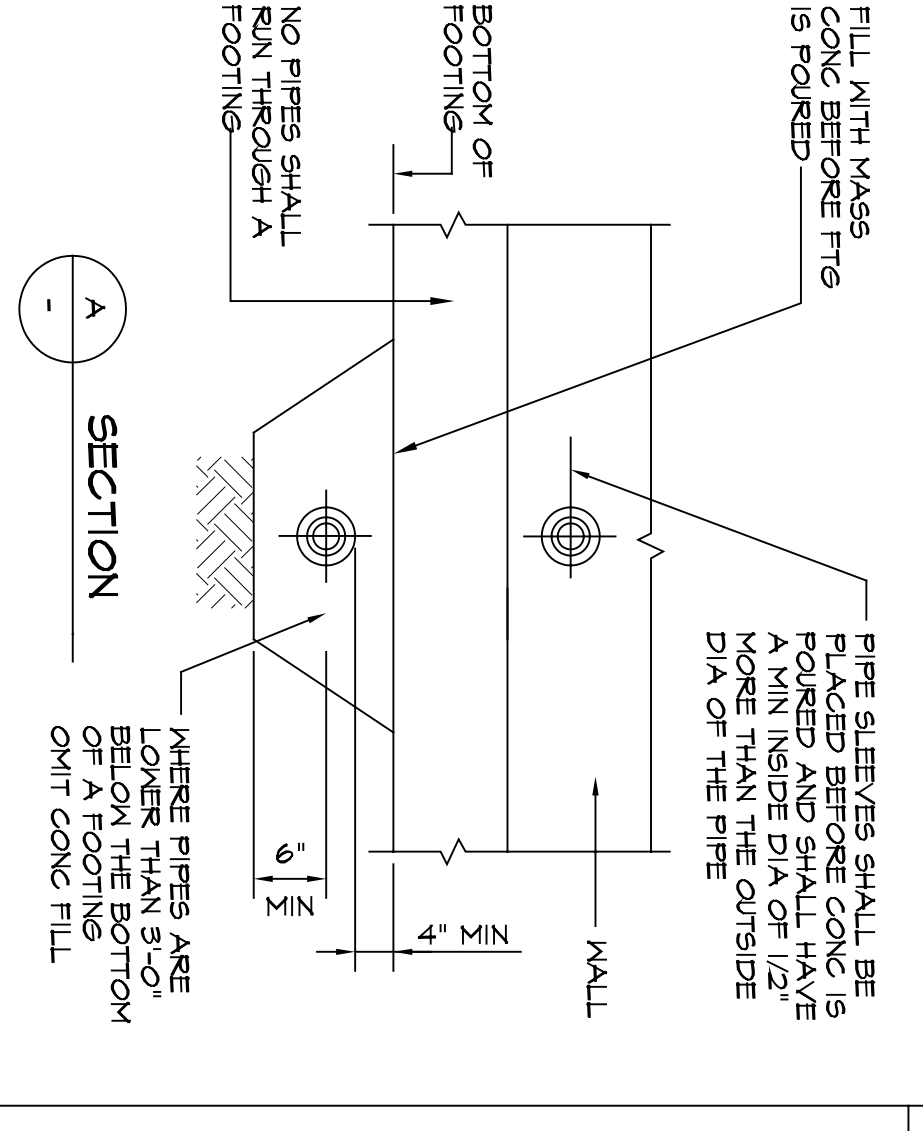 FILL WITH MASS
CONC BEFORE FTG
IS POURED
BOTTOM OF
FOOTING
NO PIPES SHALL
RUN THROUGH A
FOOTING
PIPE SLEEVES SHALL BE
PLACED BEFORE CONC IS
POURED AND SHALL HAVE
A MIN INSIDE DIA OF 1/2"
MORE THAN THE OUTSIDE
DIA OF THE PIPE
WALL
4" MIN
6"
MIN
WHERE PIPES ARE
LOWER THAN 3'-0"
BELOW THE BOTTOM
OF A FOOTING
OMIT CONC FILL
A
-
SECTION